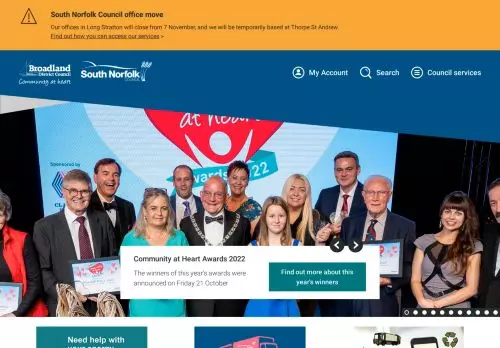 South Norfolk Council office move
Our offices in Long Stratton will close from 7 November, and we will be temporarily based at Thorpe St Andrew.
Find out how you can access our services >
Broadland
District Council
Community at heart
South Norfolk
COUNCIL
My Account
Search
Council services
at heart
Awards 2022
Sponsored by
Community at Heart Awards 2022
The winners of this year's awards were
announced on Friday 21 October
Find out more about this
year's winners
Need help with